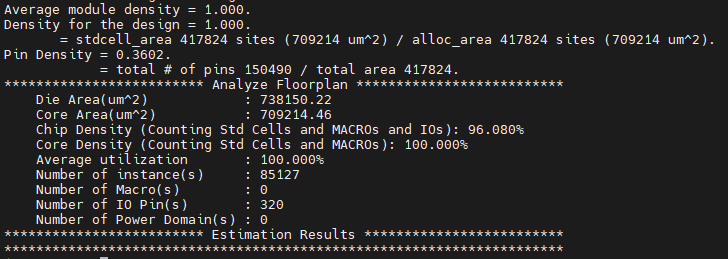 Average module density = 1.000.
Density for the design = 1.000.
= stdcell_area 417824 sites (709214 um^2) / alloc_area 417824 sites (709214 um^2).
Pin Density = 0.3602.
= total # of pins 150490 / total area 417824.
************************* Analyze Floorplan **************************
Die Area(um^2) : 738150.22
Core Area(um^2) : 709214.46
Chip Density (Counting Std Cells and MACROs and IOs): 96.080%
Core Density (Counting Std Cells and MACROs): 100.000%
Average utilization : 100.000%
Number of instance(s) : 85127
Number of Macro(s) : 0
Number of IO Pin(s) : 320
Number of Power Domain(s) : 0
************************* Estimation Results *************************
**********************************************************************